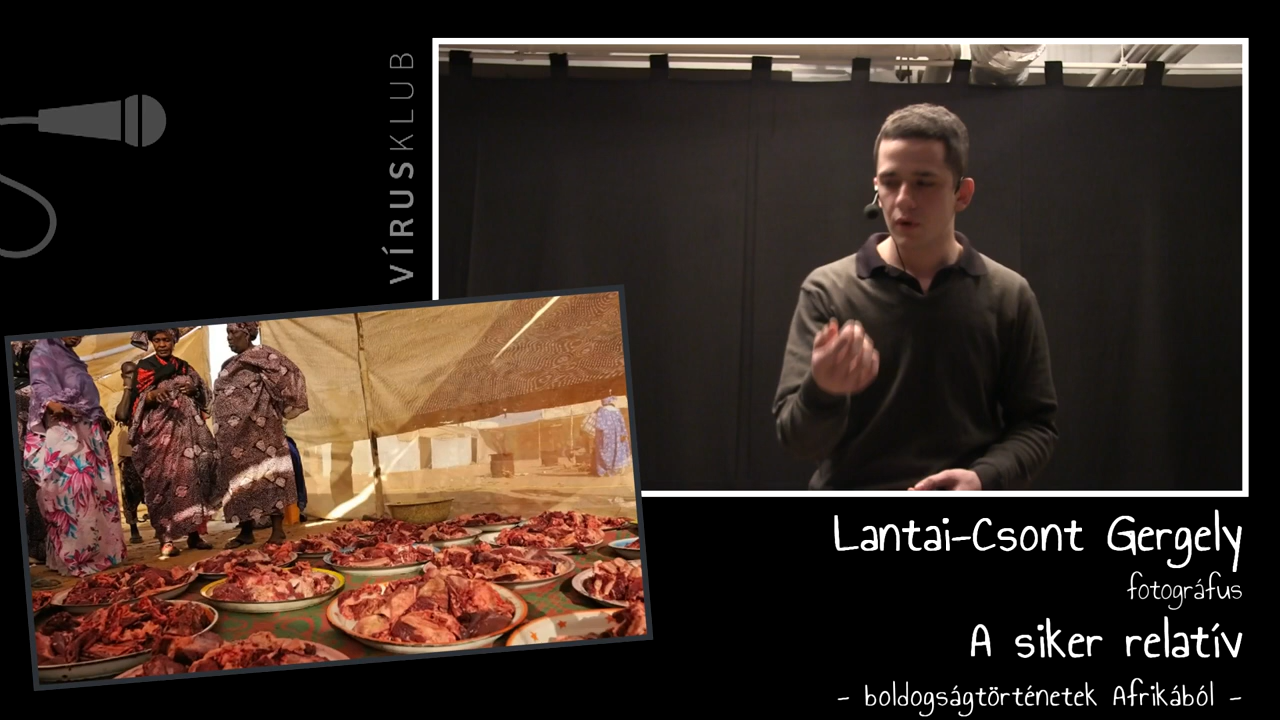 VÍRUSKLUB
Lantai-Csont Gergely
fotográfus
A siker relatív
- boldogságtörténetek Afrikából -